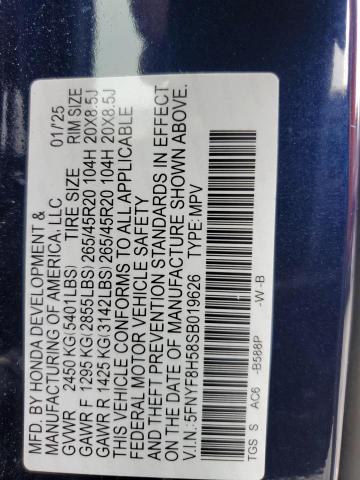 MFD. BY HONDA DEVELOPMENT &
MANUFACTURING OF AMERICA, LLC 01/'25
GVWR 2450 KG(5401LBS) TIRE SIZE RIM SIZE
GAWR F 1295 KG(2855LBS) 265/45R20 104H 20X8.5J
GAWR R 1425 KG(3142LBS) 265/45R20 104H 20X8.5J
THIS VEHICLE CONFORMS TO ALL APPLICABLE
FEDERAL MOTOR VEHICLE SAFETY
AND THEFT PREVENTION STANDARDS IN EFFECT
ON THE DATE OF MANUFACTURE SHOWN ABOVE.
V.I.N.:5FNYF8H58SB019626 TYPE:MPV
TGS S AC6 -B588P -W -B